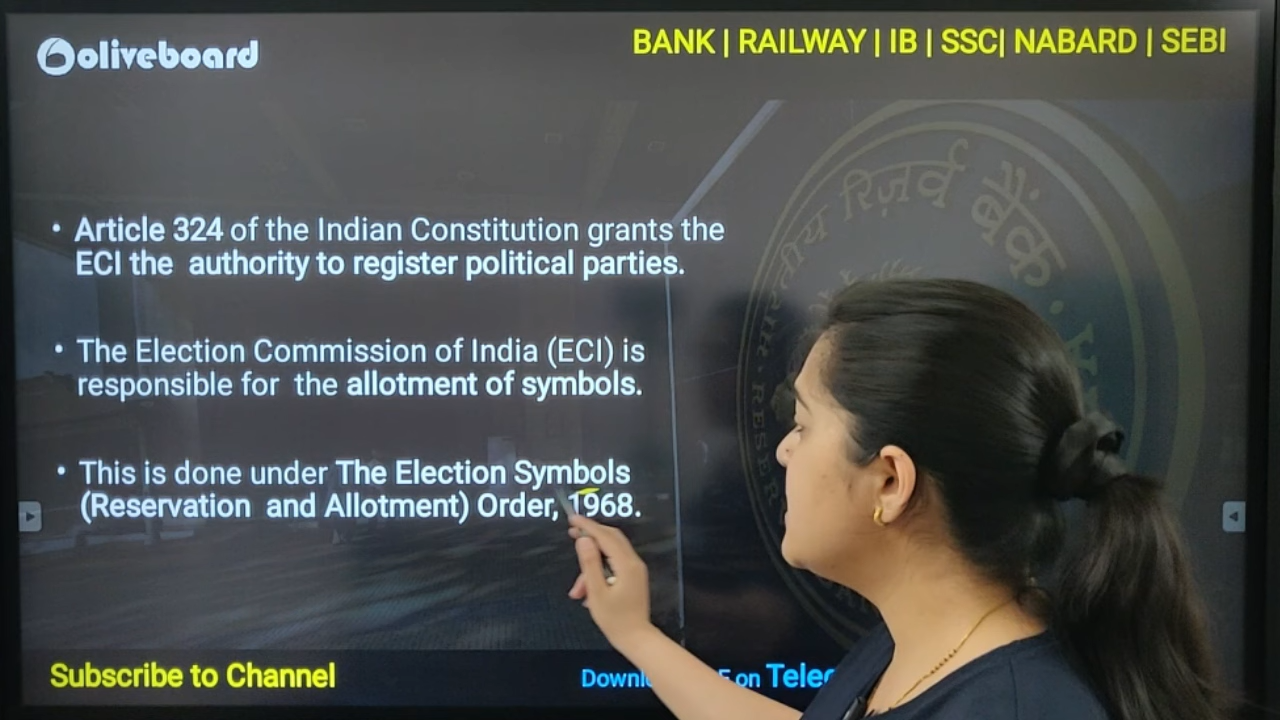 oliveboard
BANK | RAILWAY | IB | SSC| NABARD | SEBI
भारतीय रिज़र्व बैंक
• Article 324 of the Indian Constitution grants the
ECI the authority to register political parties.
• The Election Commission of India (ECI) is
responsible for the allotment of symbols.
• This is done under The Election Symbols
(Reservation and Allotment) Order, 1968.
Subscribe to Channel
on